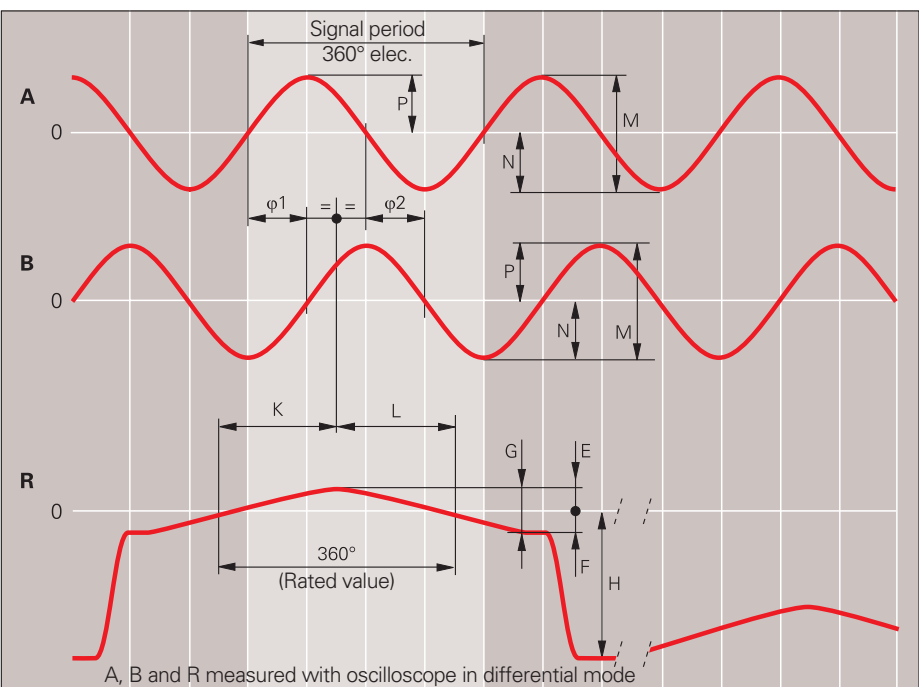 Signal period
360° elec.
A
P
0
M
N
φ1
= =
φ2
B
P
0
N
M
K
L
G
E
R
0
360°
F
(Rated value)
H
A, B and R measured with oscilloscope in differential mode